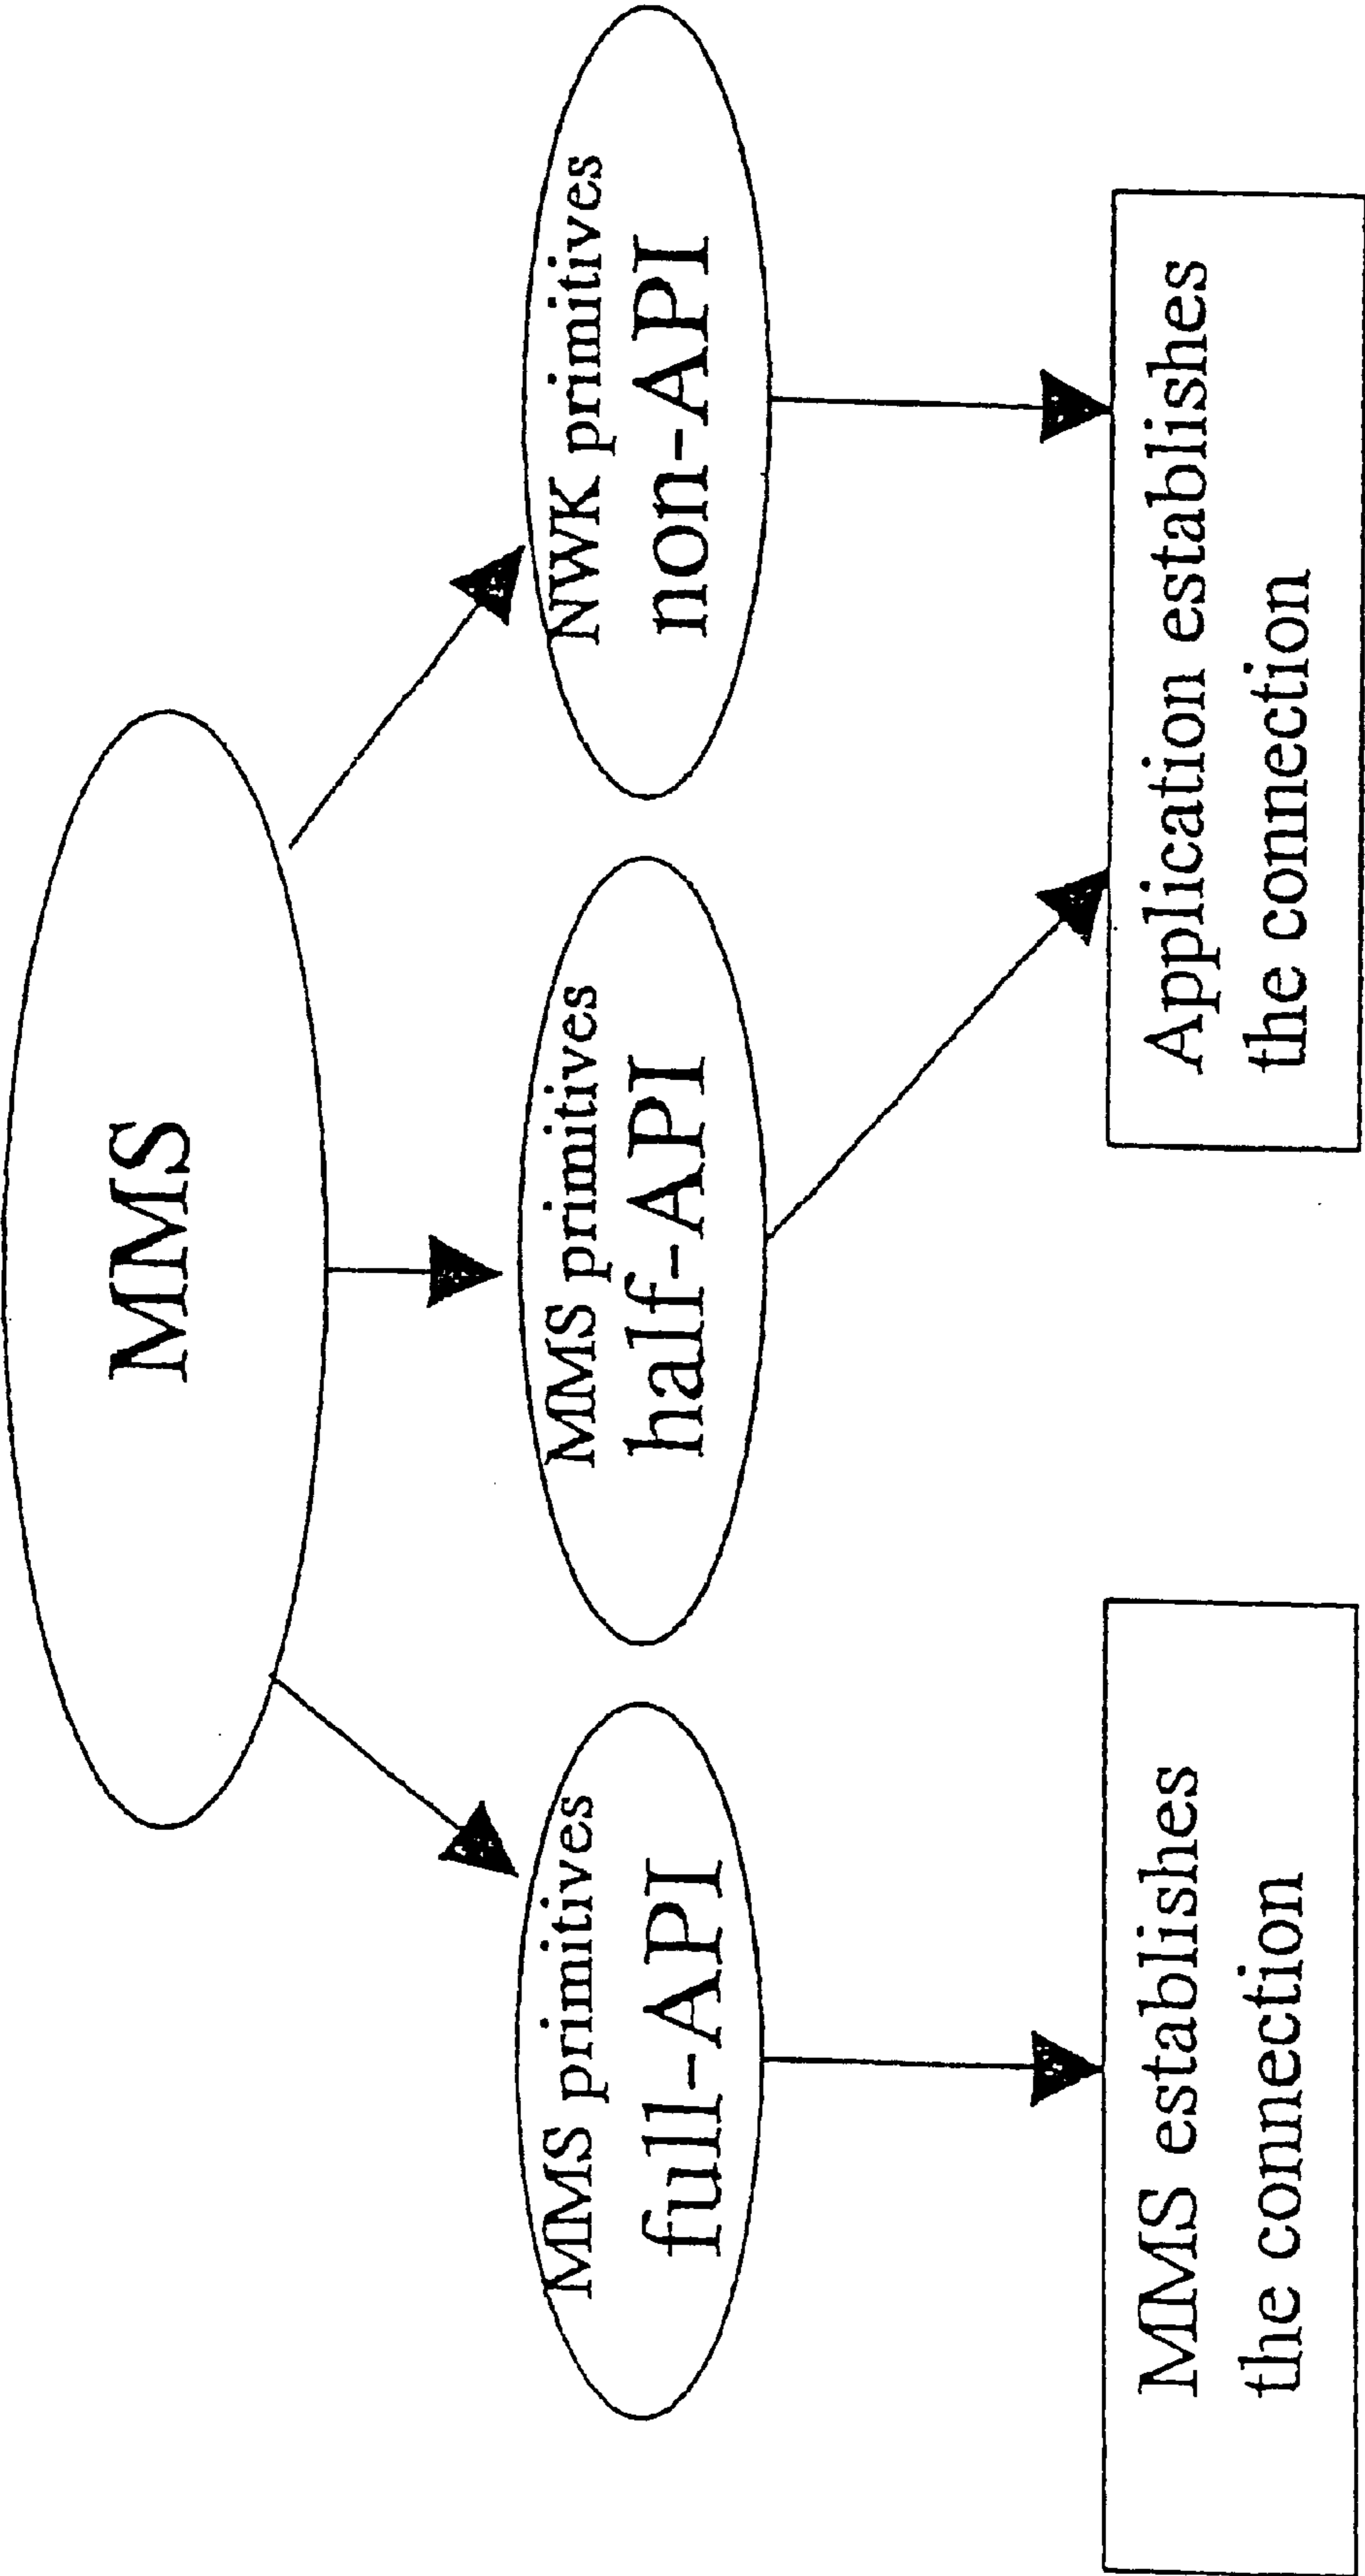 MMS
MMS primitives
full-API
MMS primitives
half-API
NWK primitives
non-API
MMS establishes
the connection
Application establishes
the connection